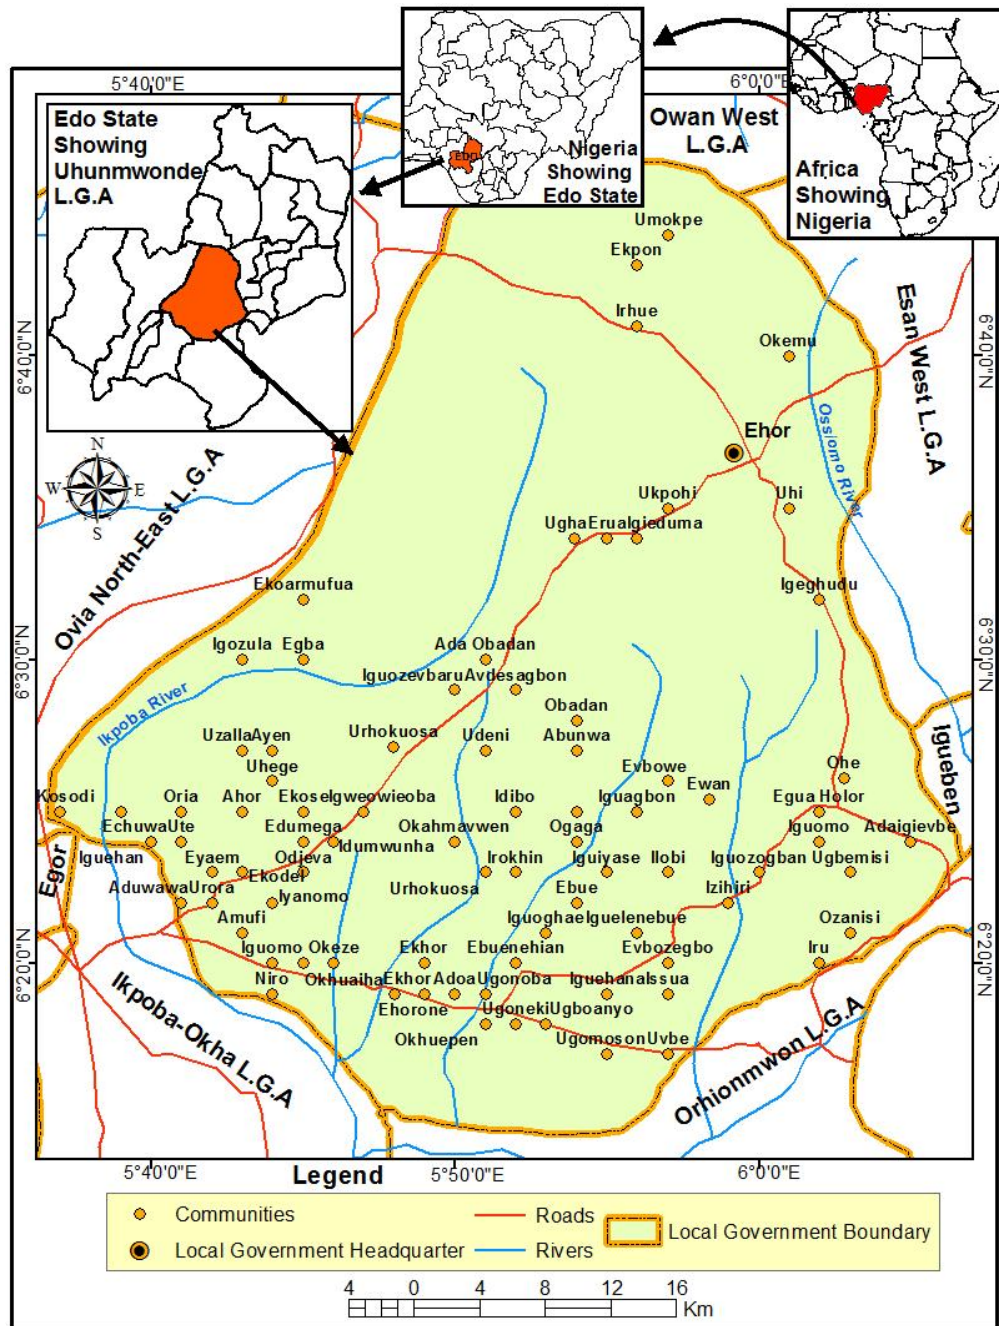 5°40'0"E
6°0'0"E
Edo State
Showing
Uhunmwonde
L.G.A
EDO
Nigeria
Showing
Edo State
Africa
Showing
Nigeria
Owan West
L.G.A
Umokpe
Ekpon
Irhue
Okemu
Esan West L.G.A
6°40'0"N
6°40'0"N
Ehor
Ossiomo River
N
W
E
S
Ovia North-East L.G.A
Ukpohi
Uhi
Ugha
Erua
Igieduma
Ekoarmufua
Igeghudu
Igozula
Egba
Ada Obadan
6°30'0"N
6°30'0"N
Iguozevbaru
Avdesagbon
Ikpoba River
Obadan
Uzalla
Ayen
Urhokuosa
Udeni
Abunwa
Igueben
Uhege
Evbowe
Ewan
Ohe
Kosodi
Oria
Ahor
Ekose
Igweowieoba
Idibo
Iguagbon
Egua Holor
Echuwa
Ute
Edumega
Idumwunha
Okahmavwen
Ogaga
Iguomo
Adaigievbe
Egor
Iguehan
Eyaem
Ekodel
Odjeva
Irokhin
Iguiyase
Ilobi
Iguozogban
Ugbemisi
Aduwawa
Urora
Iyanomo
Urhokuosa
Ebue
Izihiri
Amufi
Iguoghae
Iguelenebue
Ozanisi
6°20'0"N
6°20'0"N
Iguomo
Okeze
Ekhor
Ebuenehian
Evbozegbo
Iru
Niro
Okhuaiha
Ekhor
Adoa
Ugonoba
Iguehana
Issua
Ehorone
Okhuepen
Ugoneki
Ugboanyo
Ugomoson
Uvbe
Ikpoba-Okha L.G.A
Orhionmwon L.G.A
5°40'0"E
5°50'0"E
6°0'0"E
Legend
Communities
Roads
Local Government Boundary
Local Government Headquarter
Rivers
4 0 4 8 12 16
Km